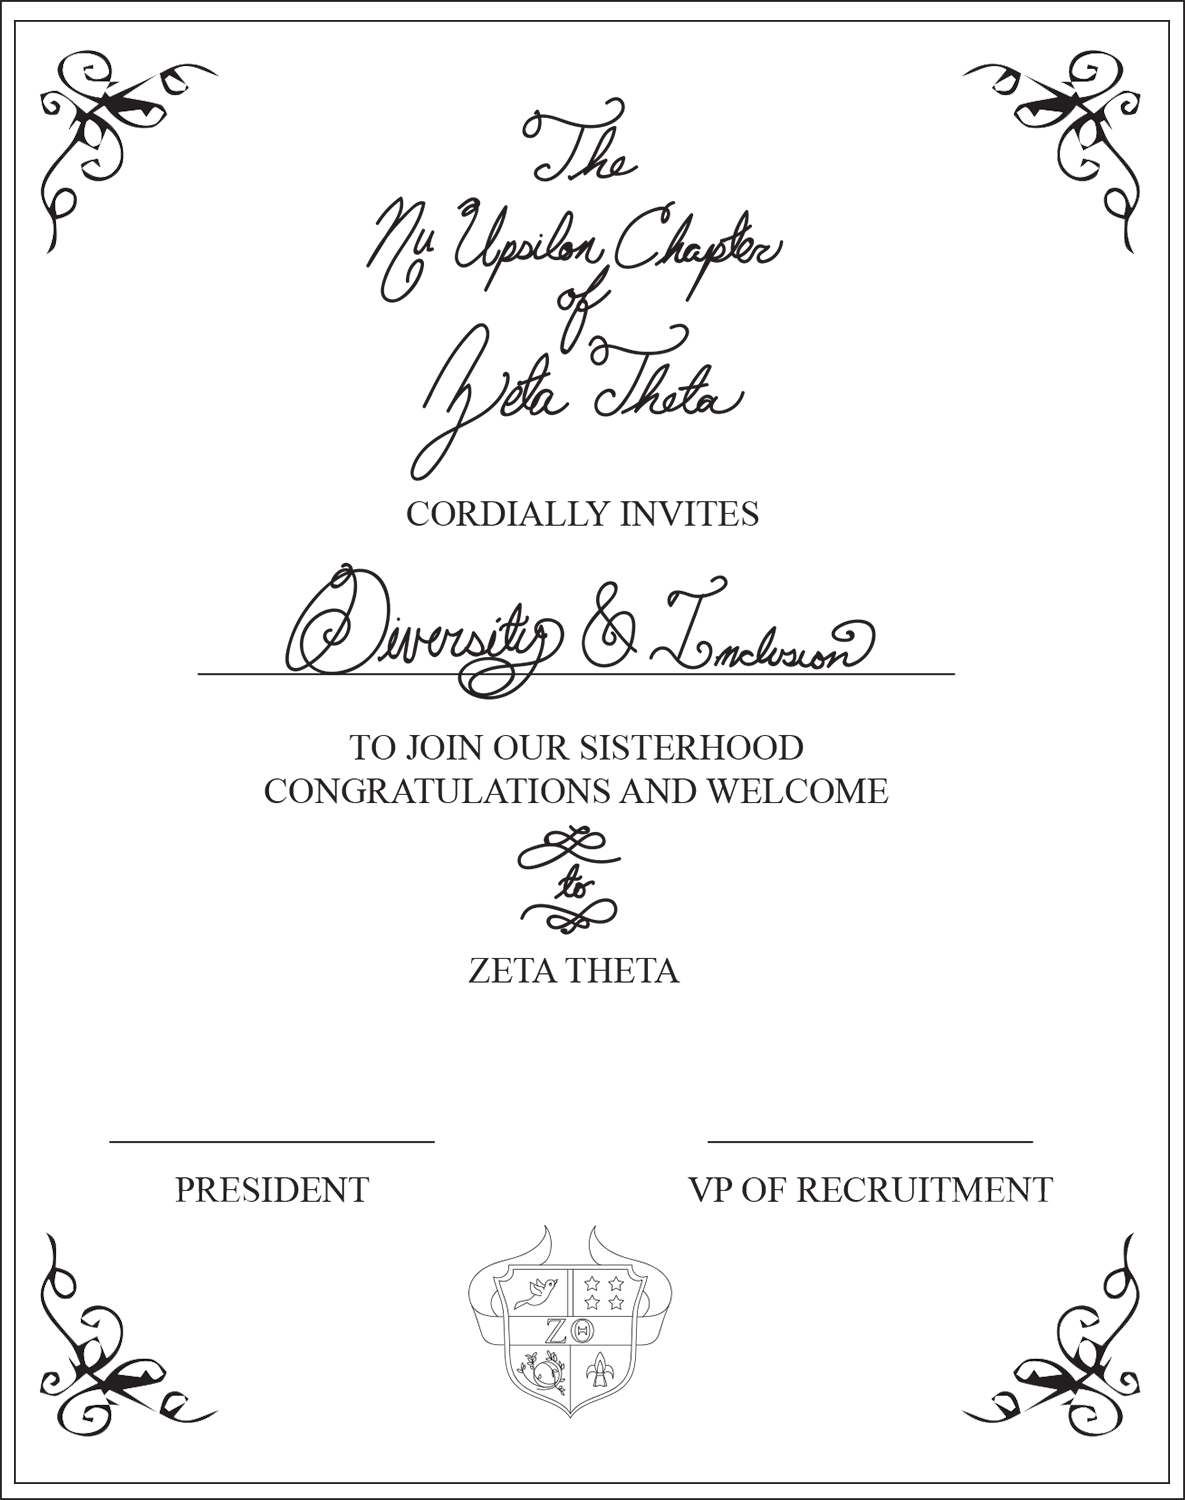 The
Nu Upsilon Chapter
of
Zeta Theta
CORDIALLY INVITES
Diversity & Inclusion
TO JOIN OUR SISTERHOOD
CONGRATULATIONS AND WELCOME
to
ZETA THETA
PRESIDENT
VP OF RECRUITMENT
ΖΘ